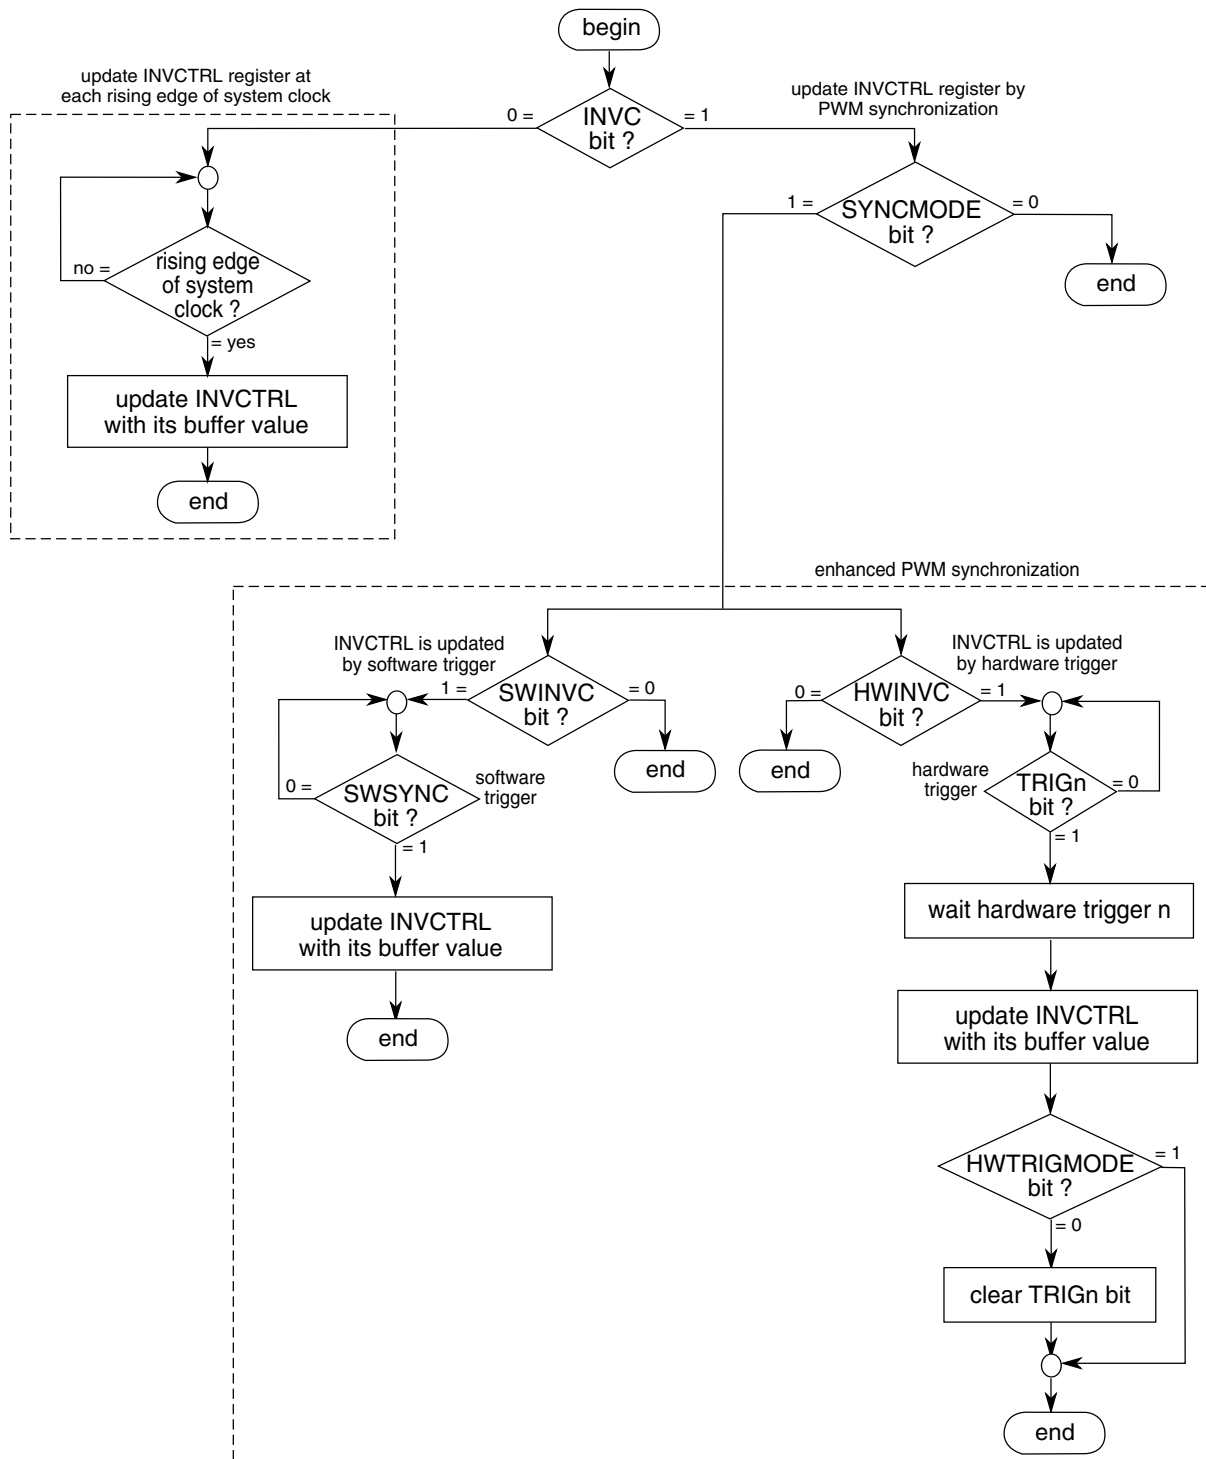 begin
update INVCTRL register at
each rising edge of system clock
0 =
INVC
bit ?
= 1
update INVCTRL register by
PWM synchronization
1 =
SYNCMODE
bit ?
= 0
end
no =
rising edge
of system
clock ?
= yes
update INVCTRL
with its buffer value
end
enhanced PWM synchronization
INVCTRL is updated
by software trigger
1 =
SWINVC
bit ?
= 0
end
0 =
SWSYNC
bit ?
software
trigger
= 1
update INVCTRL
with its buffer value
end
INVCTRL is updated
by hardware trigger
0 =
HWINVC
bit ?
= 1
end
hardware
trigger
TRIGn
bit ?
= 0
= 1
wait hardware trigger n
update INVCTRL
with its buffer value
HWTRIGMODE
bit ?
= 1
= 0
clear TRIGn bit
end